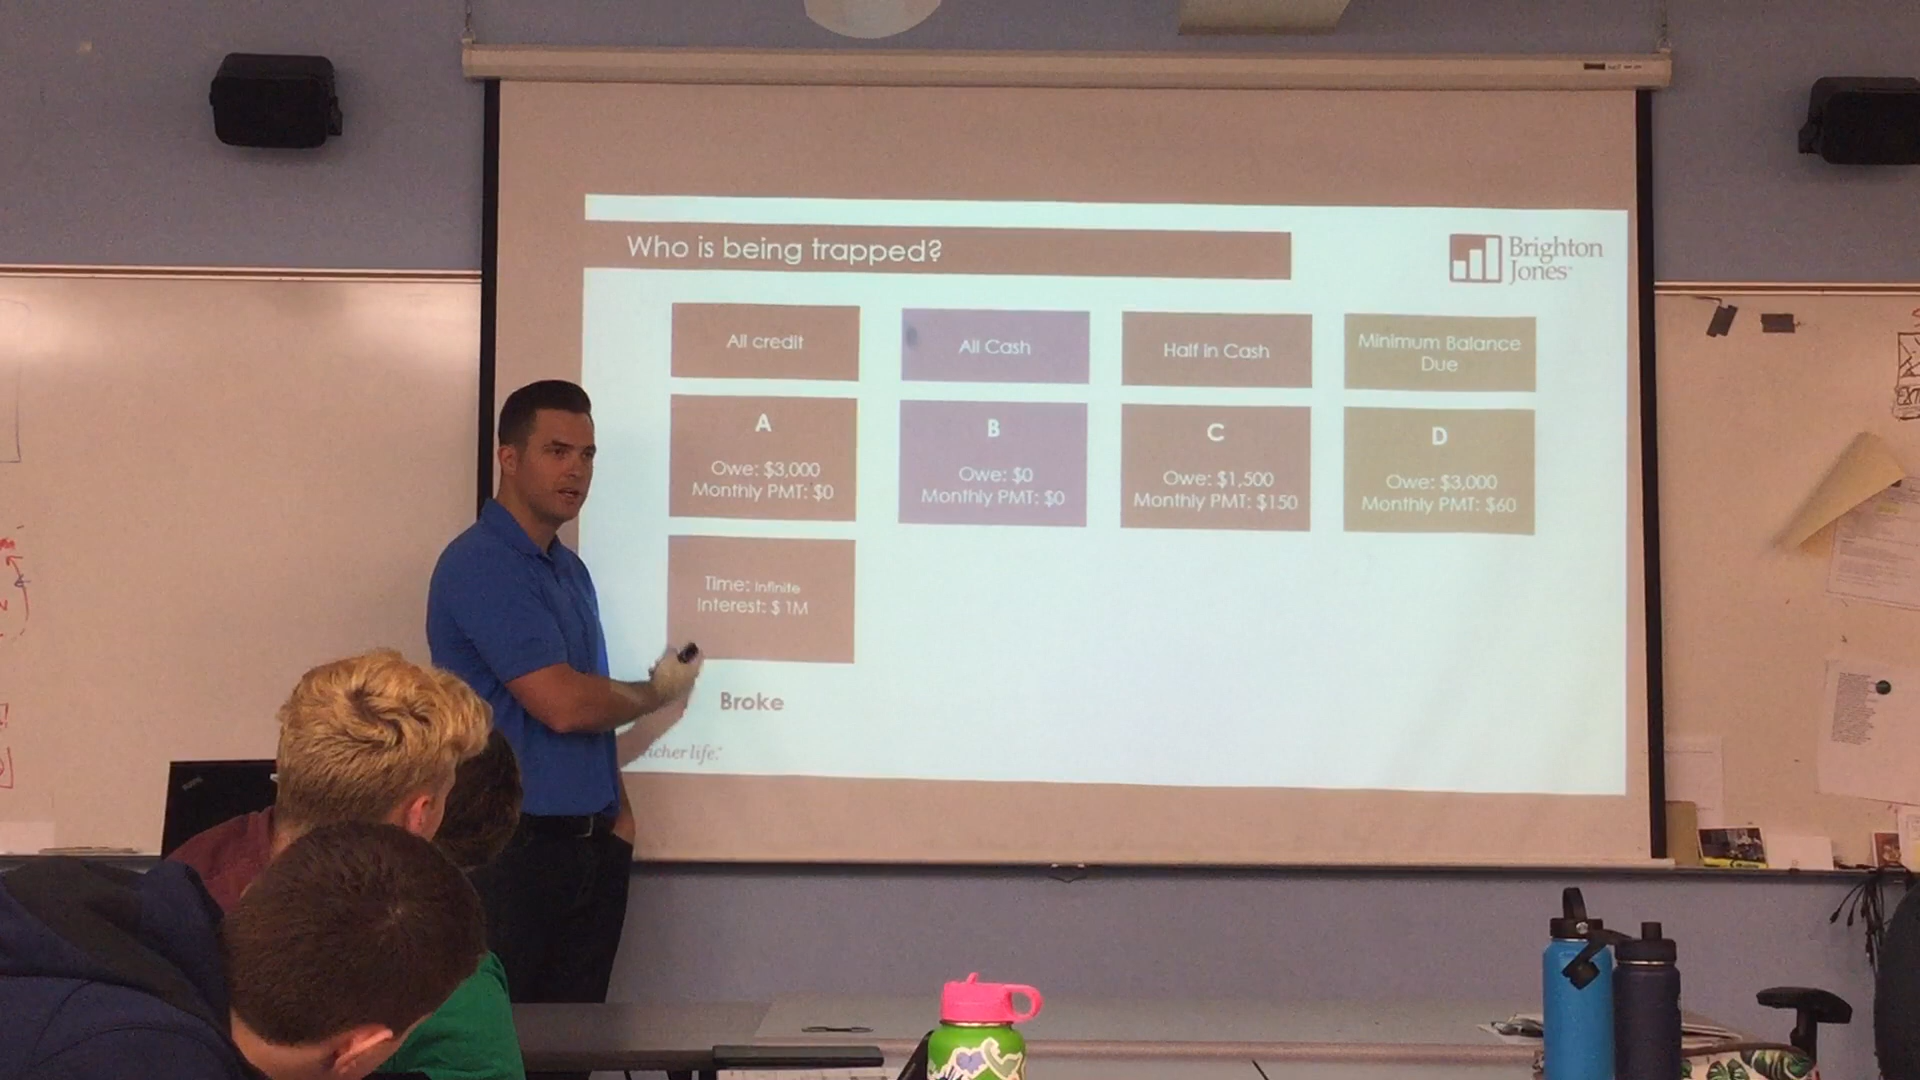 Who is being trapped?
Brighton
Jones
All credit
All Cash
Half in Cash
Minimum Balance
Due
A
Owe: $3,000
Monthly PMT: $0
B
Owe: $0
Monthly PMT: $0
C
Owe: $1,500
Monthly PMT: $150
D
Owe: $3,000
Monthly PMT: $60
Time: Infinite
Interest: $ 1M
Broke
richer life.